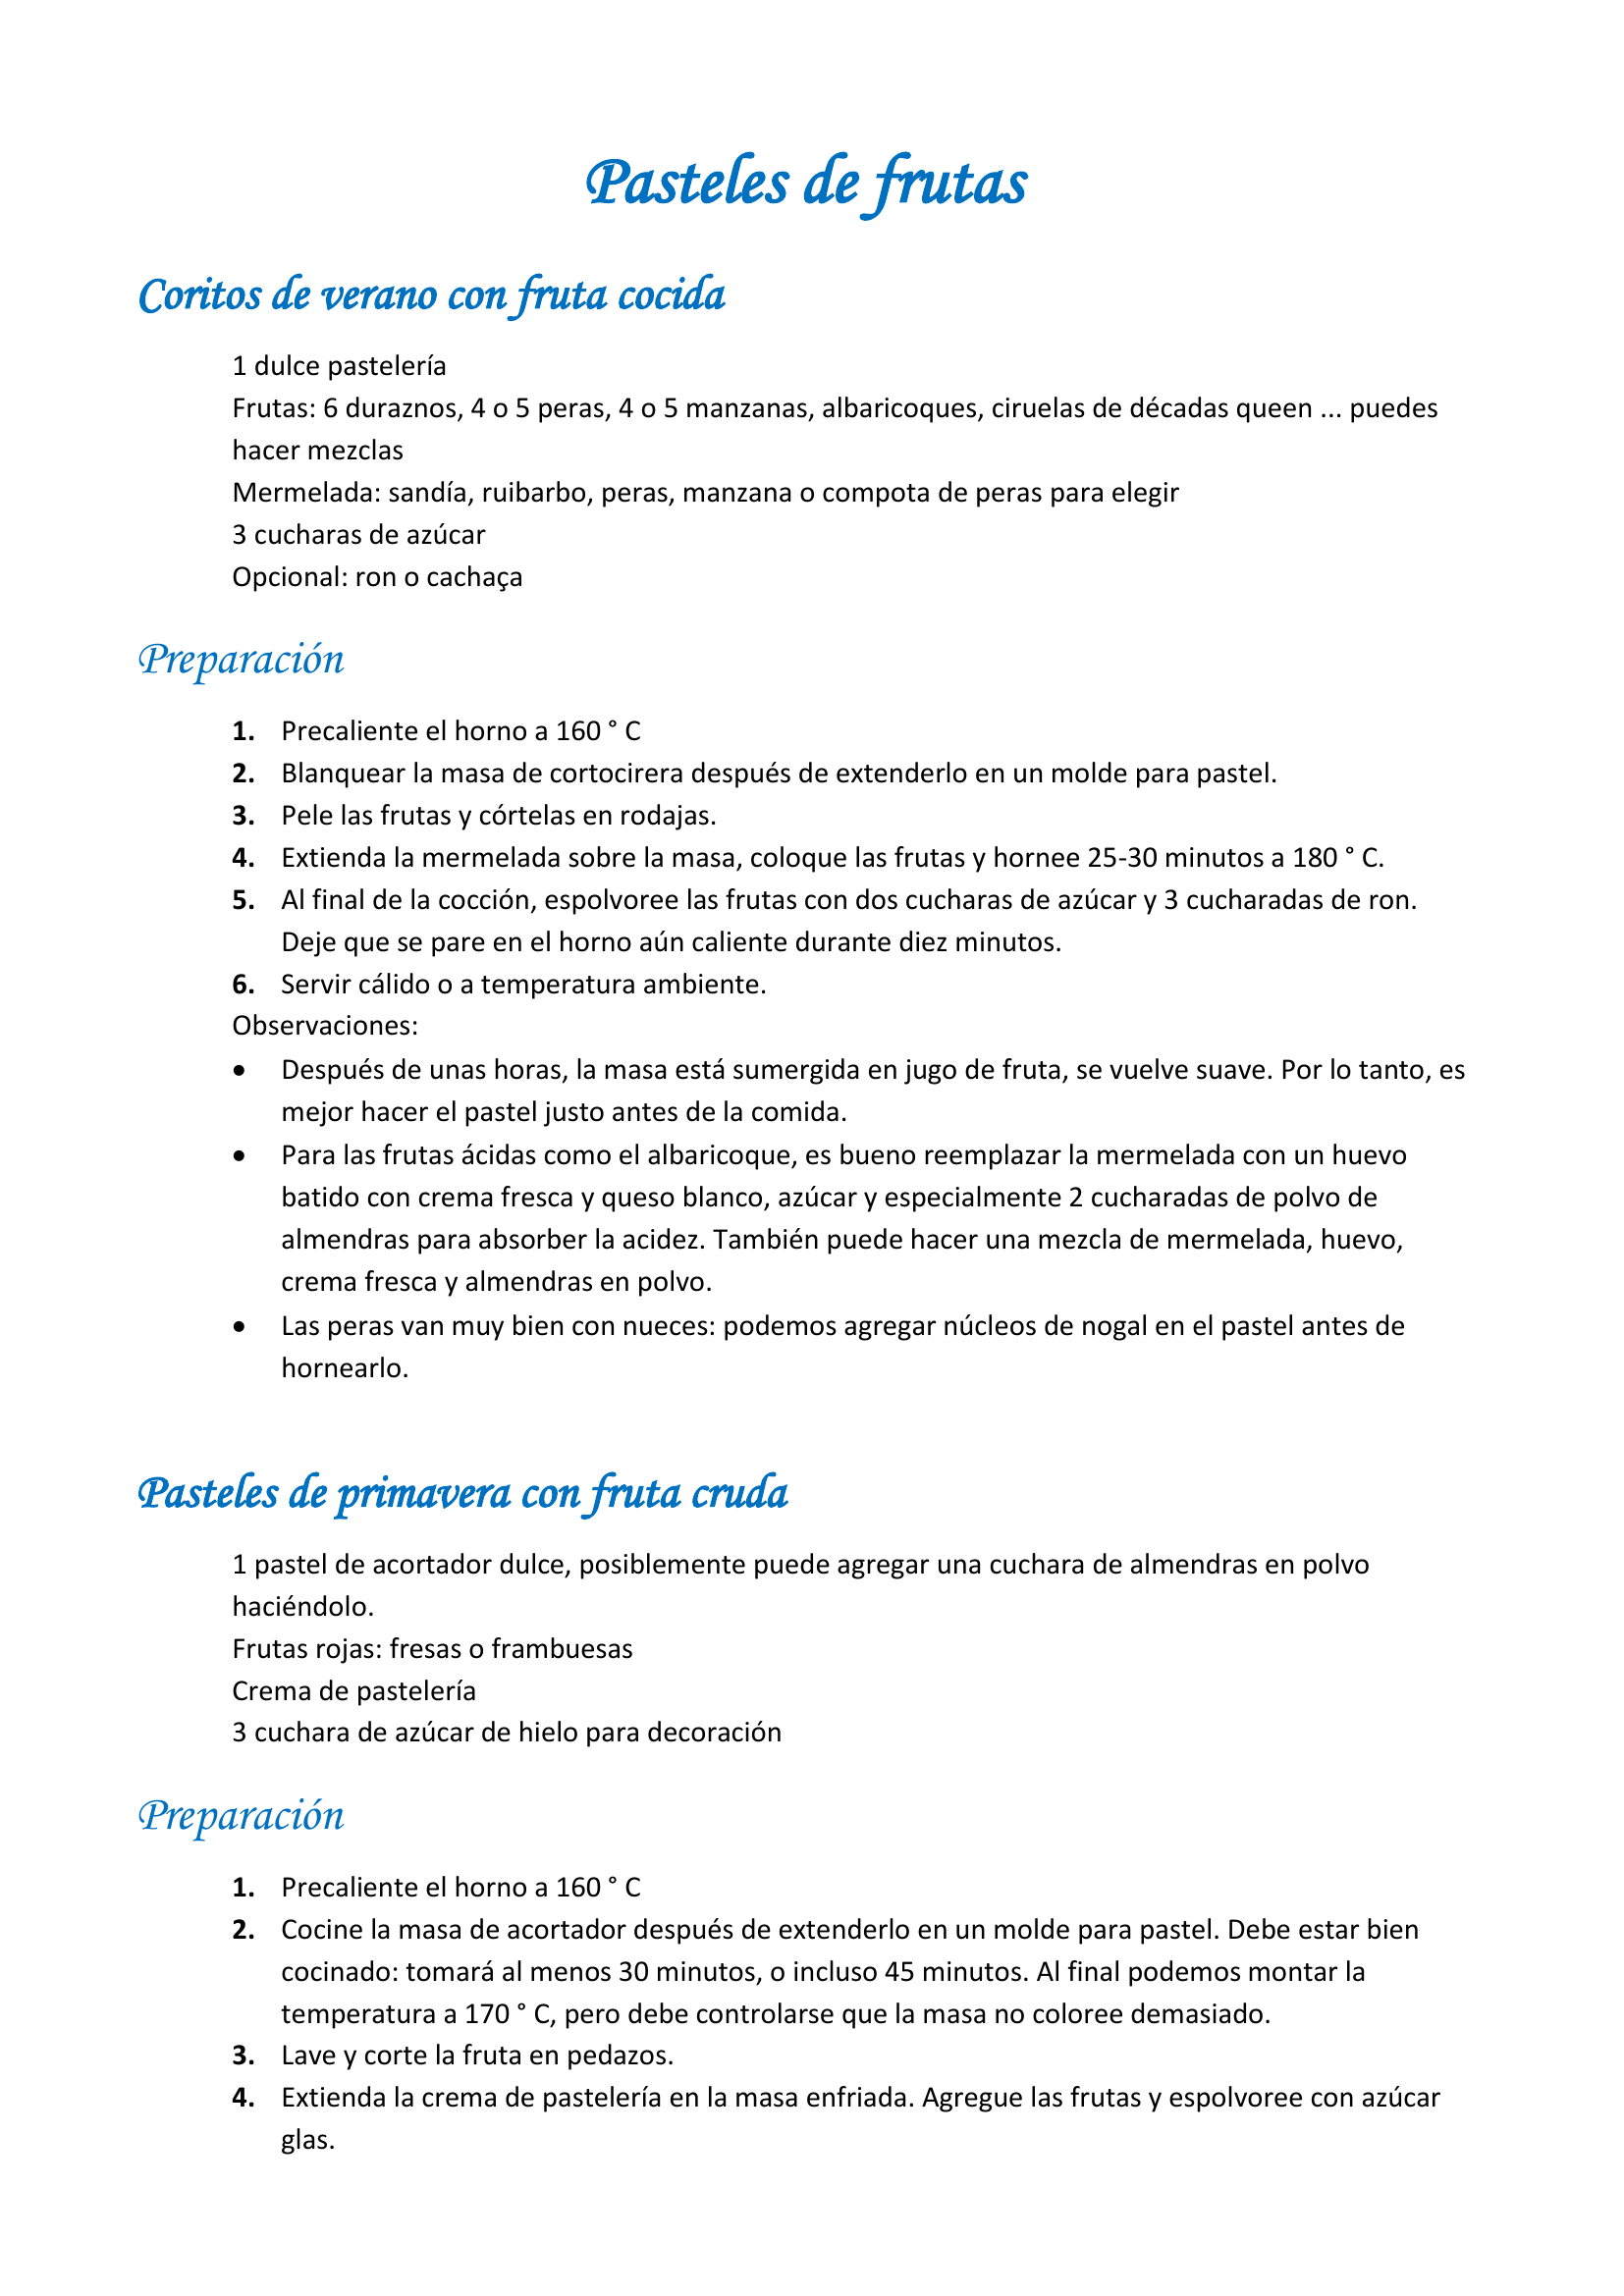 Pasteles de frutas
Coritos de verano con fruta cocida
1 dulce pastelería
Frutas: 6 duraznos, 4 o 5 peras, 4 o 5 manzanas, albaricoques, ciruelas de décadas queen ... puedes
hacer mezclas
Mermelada: sandía, ruibarbo, peras, manzana o compota de peras para elegir
3 cucharas de azúcar
Opcional: ron o cachaça
Preparación
1. Precaliente el horno a 160 ° C
2. Blanquear la masa de cortocirera después de extenderlo en un molde para pastel.
3. Pele las frutas y córtelas en rodajas.
4. Extienda la mermelada sobre la masa, coloque las frutas y hornee 25-30 minutos a 180 ° C.
5. Al final de la cocción, espolvoree las frutas con dos cucharas de azúcar y 3 cucharadas de ron.
Deje que se pare en el horno aún caliente durante diez minutos.
6. Servir cálido o a temperatura ambiente.
Observaciones:
• Después de unas horas, la masa está sumergida en jugo de fruta, se vuelve suave. Por lo tanto, es
mejor hacer el pastel justo antes de la comida.
• Para las frutas ácidas como el albaricoque, es bueno reemplazar la mermelada con un huevo
batido con crema fresca y queso blanco, azúcar y especialmente 2 cucharadas de polvo de
almendras para absorber la acidez. También puede hacer una mezcla de mermelada, huevo,
crema fresca y almendras en polvo.
• Las peras van muy bien con nueces: podemos agregar núcleos de nogal en el pastel antes de
hornearlo.
Pasteles de primavera con fruta cruda
1 pastel de acortador dulce, posiblemente puede agregar una cuchara de almendras en polvo
haciéndolo.
Frutas rojas: fresas o frambuesas
Crema de pastelería
3 cuchara de azúcar de hielo para decoración
Preparación
1. Precaliente el horno a 160 ° C
2. Cocine la masa de acortador después de extenderlo en un molde para pastel. Debe estar bien
cocinado: tomará al menos 30 minutos, o incluso 45 minutos. Al final podemos montar la
temperatura a 170 ° C, pero debe controlarse que la masa no coloree demasiado.
3. Lave y corte la fruta en pedazos.
4. Extienda la crema de pastelería en la masa enfriada. Agregue las frutas y espolvoree con azúcar
glas.